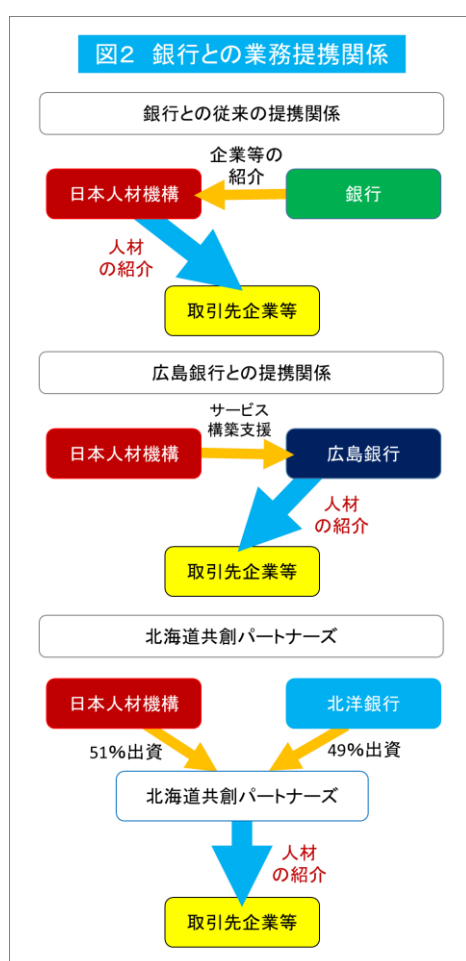 図2 銀行との業務提携関係
銀行との従来の提携関係
企業等の
紹介
日本人材機構
銀行
人材
の紹介
取引先企業等
広島銀行との提携関係
サービス
構築支援
日本人材機構
広島銀行
人材
の紹介
取引先企業等
北海道共創パートナーズ
日本人材機構
北洋銀行
51%出資
49%出資
北海道共創パートナーズ
人材
の紹介
取引先企業等